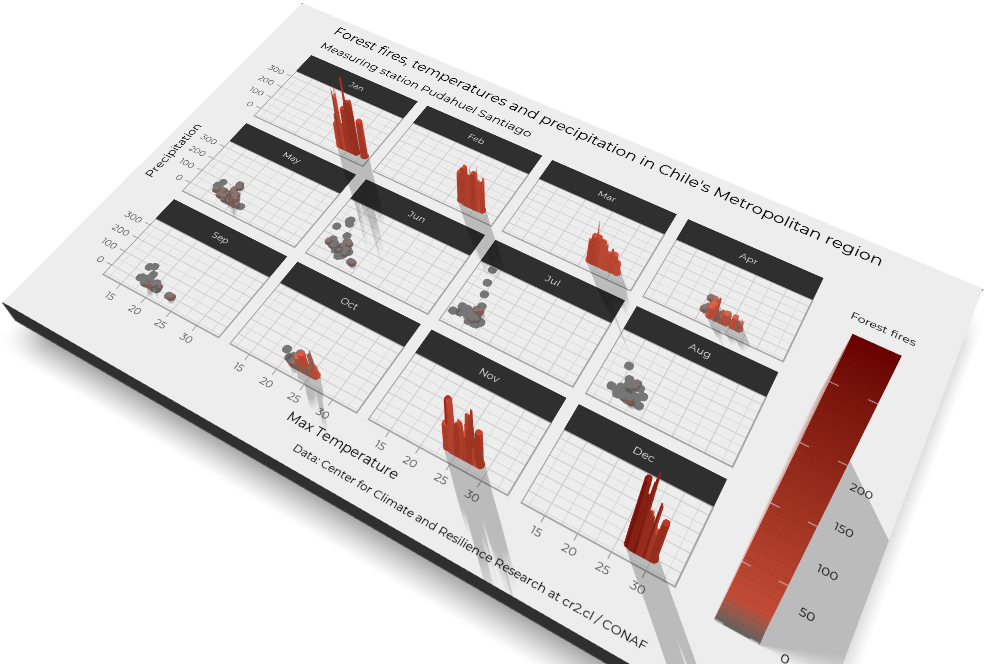 Forest fires, temperatures and precipitation in Chile's Metropolitan region
Measuring station Pudahuel Santiago
Jan
Feb
Mar
Apr
300
200
100
0
Precipitation
May
Jun
Jul
Aug
300
200
100
0
Sep
Oct
Nov
Dec
300
200
100
0
15
20
25
30
15
20
25
30
15
20
25
30
15
20
25
30
Max Temperature
Data: Center for Climate and Resilience Research at cr2.cl / CONAF
Forest fires
200
150
100
50
0